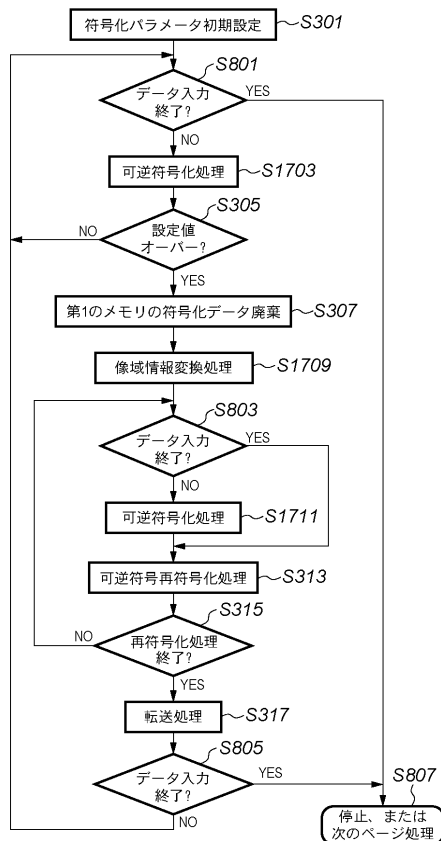 符号化パラメータ初期設定
S301
S801
データ入力
終了?
YES
NO
可逆符号化処理
S1703
S305
設定値
オーバー?
NO
YES
第1のメモリの符号化データ廃棄
S307
像域情報変換処理
S1709
S803
データ入力
終了?
YES
NO
可逆符号化処理
S1711
可逆符号再符号化処理
S313
S315
再符号化処理
終了?
NO
YES
転送処理
S317
S805
データ入力
終了?
YES
NO
S807
停止、または
次のページ処理